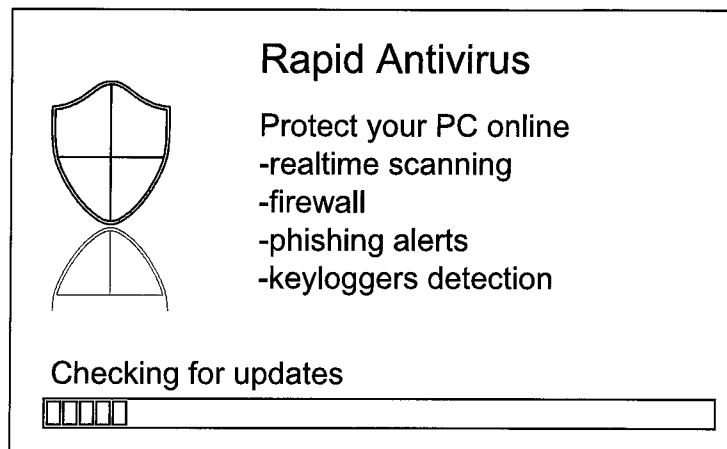 Rapid Antivirus
Protect your PC online
-realtime scanning
-firewall
-phishing alerts
-keyloggers detection
Checking for updates